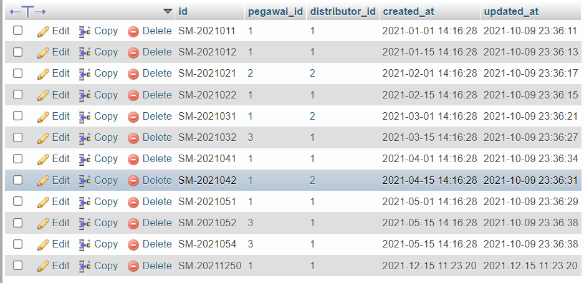 id pegawai_id distributor_id created_at updated_at
Edit Copy Delete SM-2021011 1 1 2021-01-01 14:16:28 2021-10-09 23:36:11
Edit Copy Delete SM-2021012 1 1 2021-01-15 14:16:28 2021-10-09 23:36:13
Edit Copy Delete SM-2021021 2 2 2021-02-01 14:16:28 2021-10-09 23:36:17
Edit Copy Delete SM-2021022 1 1 2021-02-15 14:16:28 2021-10-09 23:36:15
Edit Copy Delete SM-2021031 1 2 2021-03-01 14:16:28 2021-10-09 23:36:21
Edit Copy Delete SM-2021032 3 1 2021-03-15 14:16:28 2021-10-09 23:36:27
Edit Copy Delete SM-2021041 1 1 2021-04-01 14:16:28 2021-10-09 23:36:34
Edit Copy Delete SM-2021042 1 2 2021-04-15 14:16:28 2021-10-09 23:36:31
Edit Copy Delete SM-2021051 1 1 2021-05-01 14:16:28 2021-10-09 23:36:29
Edit Copy Delete SM-2021052 3 1 2021-05-15 14:16:28 2021-10-09 23:36:38
Edit Copy Delete SM-2021054 3 1 2021-05-15 14:16:28 2021-10-09 23:36:38
Edit Copy Delete SM-20211250 1 1 2021-12-15 11:23:20 2021-12-15 11:23:20